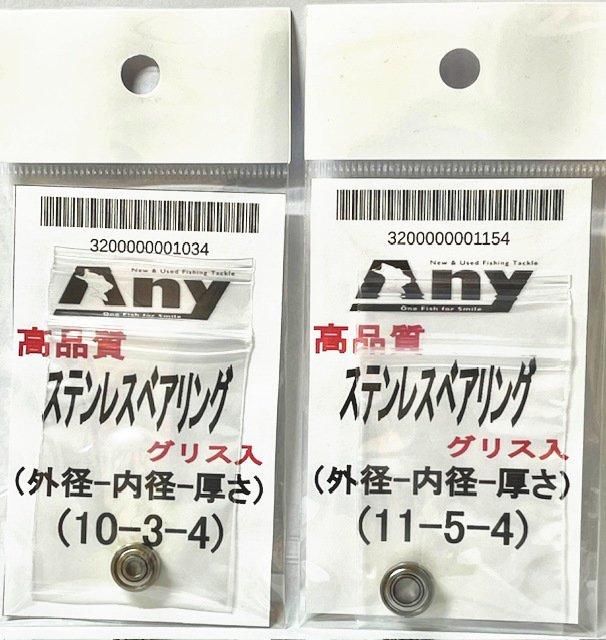 3200000001034
New & Used Fishing Tackle
Any
One Fish for Smile
高品質
ステンレスベアリング
グリス入
(外径-内径-厚さ)
(10-3-4)
3200000001154
New & Used Fishing Tackle
Any
One Fish for Smile
高品質
ステンレスベアリング
グリス入
(外径-内径-厚さ)
(11-5-4)